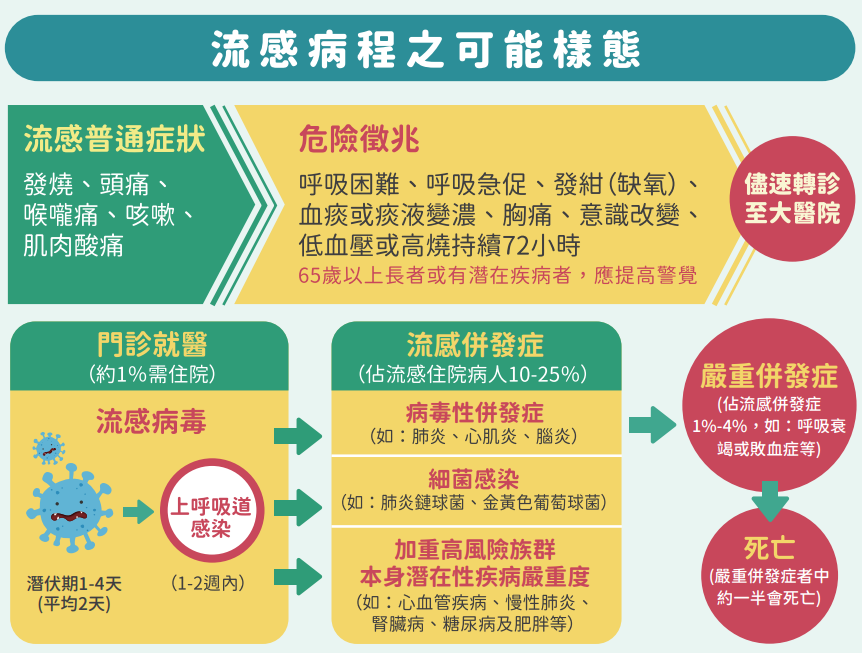 流感病程之可能樣態
流感普通症狀
發燒、頭痛、
喉嚨痛、咳嗽、
肌肉酸痛
危險徵兆
呼吸困難、呼吸急促、發紺(缺氧)、
血痰或痰液變濃、胸痛、意識改變、
低血壓或高燒持續72小時
65歲以上長者或有潛在疾病者，應提高警覺
儘速轉診
至大醫院
門診就醫
(約1%需住院)
流感病毒
上呼吸道
感染
潛伏期1-4天
(平均2天)
(1-2週內)
流感併發症
(佔流感住院病人10-25%)
病毒性併發症
(如：肺炎、心肌炎、腦炎)
細菌感染
(如：肺炎鏈球菌、金黃色葡萄球菌)
加重高風險族群
本身潛在性疾病嚴重度
(如：心血管疾病、慢性肺炎、
腎臟病、糖尿病及肥胖等)
嚴重併發症
(佔流感併發症
1%-4%，如：呼吸衰
竭或敗血症等)
死亡
(嚴重併發症者中
約一半會死亡)